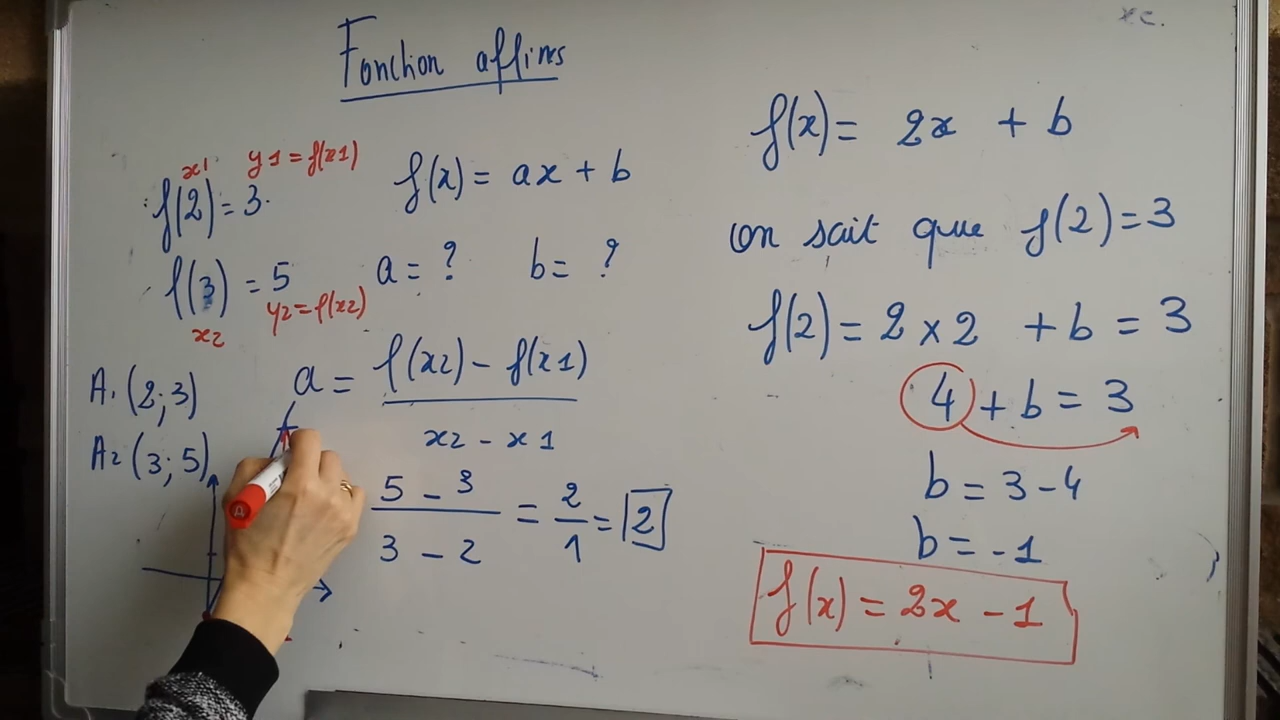 Fonction affines
x1 y1 = f(x1)
f(2) = 3
f(x) = ax + b
f(3) = 5
x2 y2 = f(x2)
a = ? b = ?
A1 (2; 3)
A2 (3; 5)
a = f(x2) - f(x1)
x2 - x1
5 - 3
3 - 2
= 2
1
= 2
f(x) = 2x + b
on sait que f(2) = 3
f(2) = 2 x 2 + b = 3
4 + b = 3
b = 3 - 4
b = -1
f(x) = 2x - 1